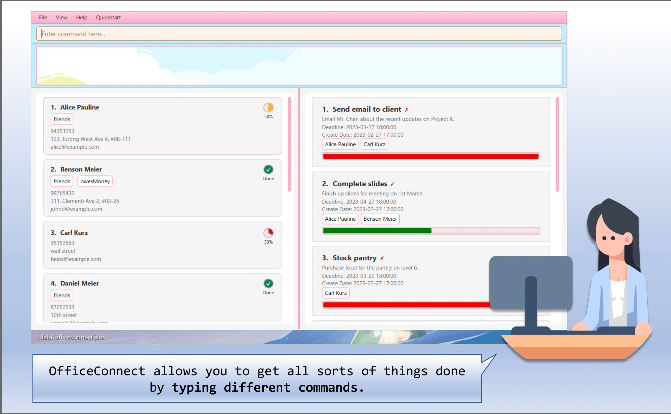 File View Help Quickstart
Enter command here...
1. Alice Pauline
friends
94351253
123, Jurong West Ave 6, #08-111
alice@example.com
50%
2. Benson Meier
friends owesMoney
98765432
311, Clementi Ave 2, #02-25
johnd@example.com
Done
3. Carl Kurz
95352563
wall street
heinz@example.com
33%
4. Daniel Meier
friends
87652533
10th street
Done
1. Send email to client ✗
Email Mr. Chan about the recent updates on Project X.
Deadline: 2023-03-27 18:00:00
Create Date: 2023-02-27 17:00:00
Alice Pauline Carl Kurz
2. Complete slides ✓
Finish up slides for meeting on 1st March
Deadline: 2023-04-27 18:00:00
Create Date: 2023-02-27 17:00:00
Alice Pauline Benson Meier
3. Stock pantry ✗
Purchase food for the pantry on level 6.
Deadline: 2023-03-29 18:00:00
Create Date: 2023-02-27 17:00:00
Carl Kurz
OfficeConnect allows you to get all sorts of things done
by typing different commands.